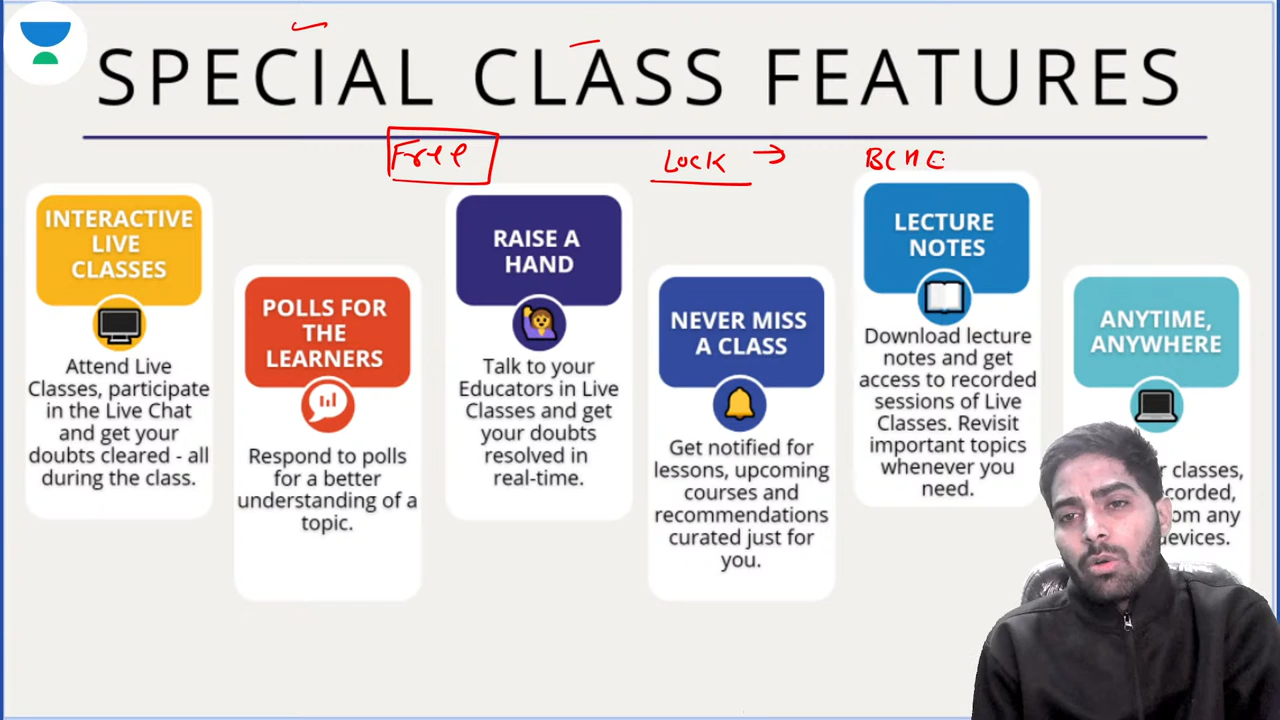 SPECIAL CLASS FEATURES
Free
Lock → BCHE
INTERACTIVE
LIVE
CLASSES
Attend Live
Classes, participate
in the Live Chat
and get your
doubts cleared - all
during the class.
POLLS FOR
THE
LEARNERS
Respond to polls
for a better
understanding of a
topic.
RAISE A
HAND
Talk to your
Educators in Live
Classes and get
your doubts
resolved in
real-time.
NEVER MISS
A CLASS
Get notified for
lessons, upcoming
courses and
recommendations
curated just for
you.
LECTURE
NOTES
Download lecture
notes and get
access to recorded
sessions of Live
Classes. Revisit
important topics
whenever you
need.
ANYTIME,
ANYWHERE
classes,
any
devices.